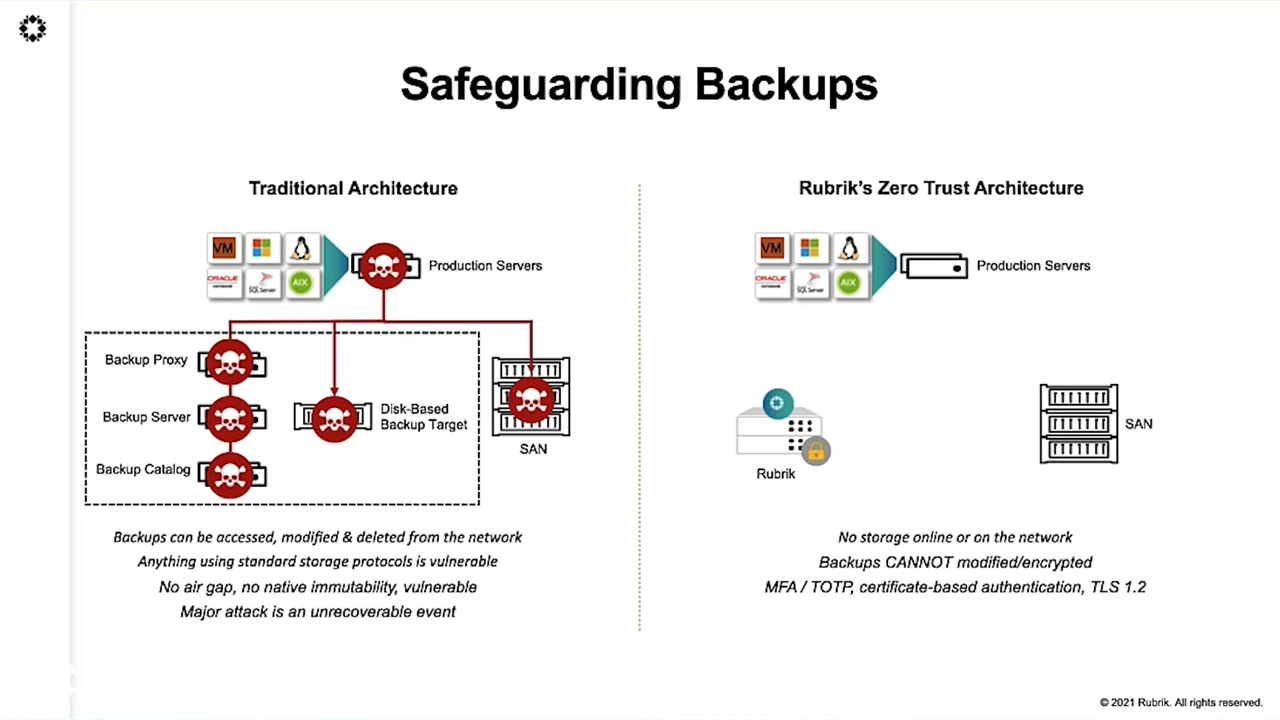 Safeguarding Backups
Traditional Architecture
VM
ORACLE
DATABASE
SQL Server
AIX
Production Servers
Backup Proxy
Backup Server
Backup Catalog
Disk-Based
Backup Target
SAN
Backups can be accessed, modified & deleted from the network
Anything using standard storage protocols is vulnerable
No air gap, no native immutability, vulnerable
Major attack is an unrecoverable event
Rubrik's Zero Trust Architecture
VM
ORACLE
DATABASE
SQL Server
AIX
Production Servers
Rubrik
SAN
No storage online or on the network
Backups CANNOT modified/encrypted
MFA / TOTP, certificate-based authentication, TLS 1.2
© 2021 Rubrik. All rights reserved.